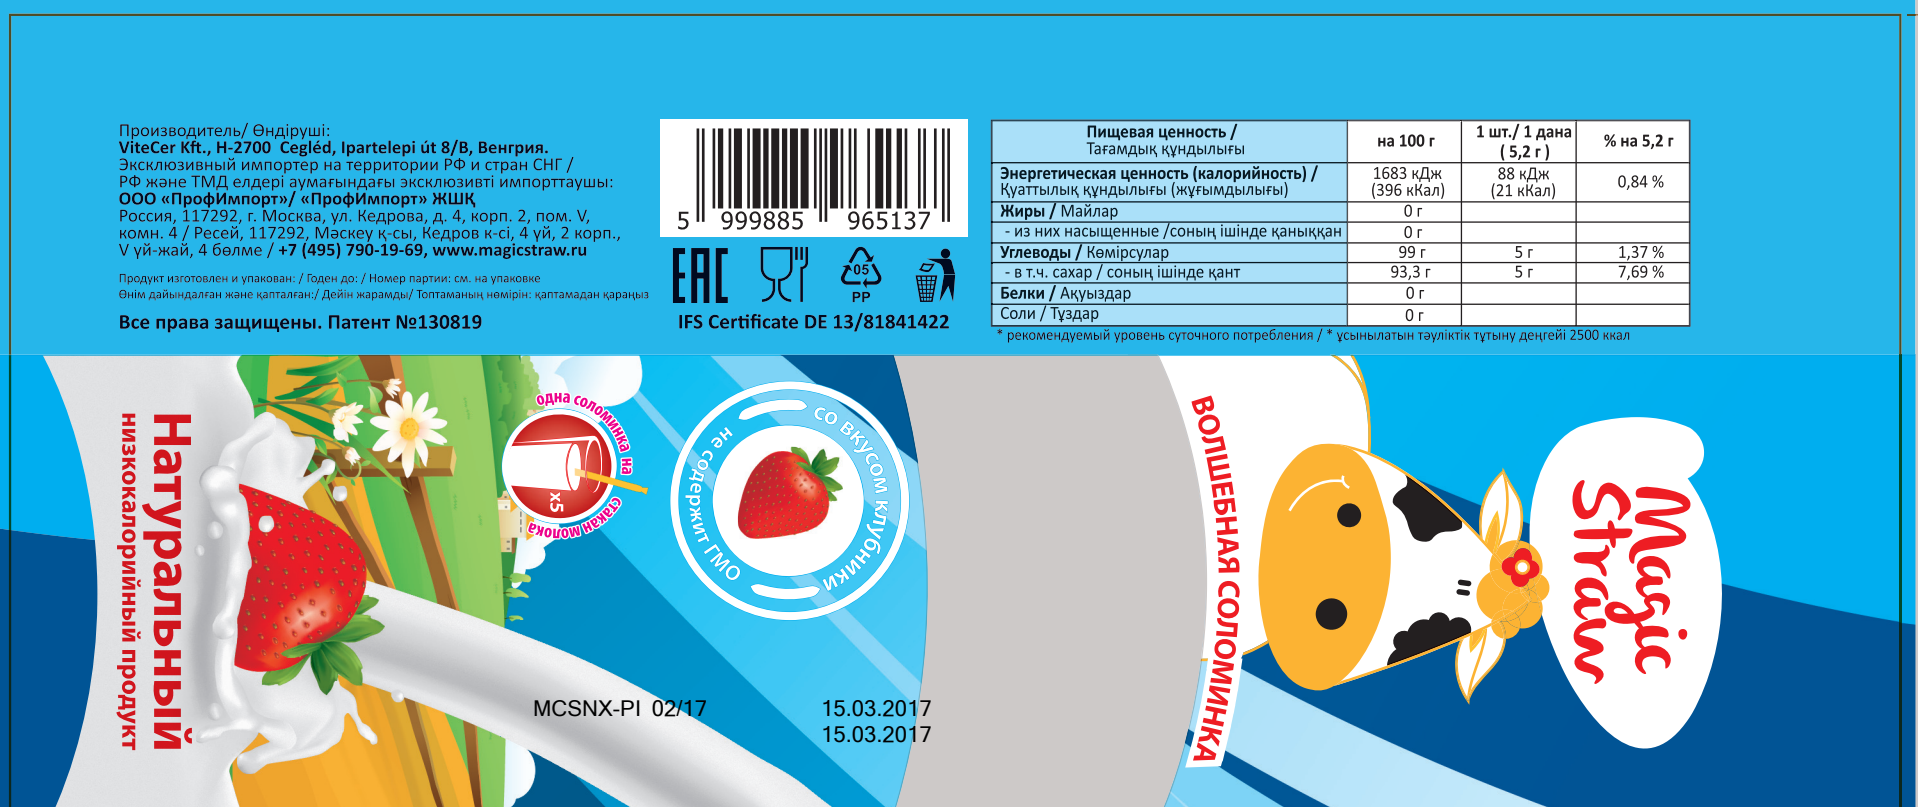 Производитель/ Өндіруші:
ViteCer Kft., H-2700 Cegléd, Ipartelepi út 8/B, Венгрия.
Эксклюзивный импортер на территории РФ и стран СНГ /
РФ және ТМД елдері аумағындағы эксклюзивті импорттаушы:
ООО «ПрофИмпорт»/ «ПрофИмпорт» ЖШҚ
Россия, 117292, г. Москва, ул. Кедрова, д. 4, корп. 2, пом. V,
комн. 4 / Ресей, 117292, Мәскеу қ-сы, Кедров к-сі, 4 үй, 2 корп.,
V үй-жай, 4 бөлме / +7 (495) 790-19-69, www.magicstraw.ru
Продукт изготовлен и упакован: / Годен до: / Номер партии: см. на упаковке
Өнім дайындалған және қапталған:/ Дейін жарамды/ Топтаманың нөмірін: қаптамадан қараңыз
Все права защищены. Патент №130819
5 999885 965137
EAC
05
PP
IFS Certificate DE 13/81841422
Пищевая ценность / Тағамдық құндылығы на 100 г 1 шт./ 1 дана ( 5,2 г ) % на 5,2 г
Энергетическая ценность (калорийность) / Қуаттылық құндылығы (жұғымдылығы) 1683 кДж (396 кКал) 88 кДж (21 кКал) 0,84 %
Жиры / Майлар 0 г
- из них насыщенные /соның ішінде қаныққан 0 г
Углеводы / Көмірсулар 99 г 5 г 1,37 %
- в т.ч. сахар / соның ішінде қант 93,3 г 5 г 7,69 %
Белки / Ақуыздар 0 г
Соли / Тұздар 0 г
* рекомендуемый уровень суточного потребления / * ұсынылатын тәуліктік тұтыну деңгейі 2500 ккал
Натуральный
низкокалорийный продукт
одна соломинка на
стакан молока
x5
со вкусом клубники
не содержит ГМО
MCSNX-PI 02/17
15.03.2017
15.03.2017
ВОЛШЕБНАЯ СОЛОМИНКА
Magic
Straw